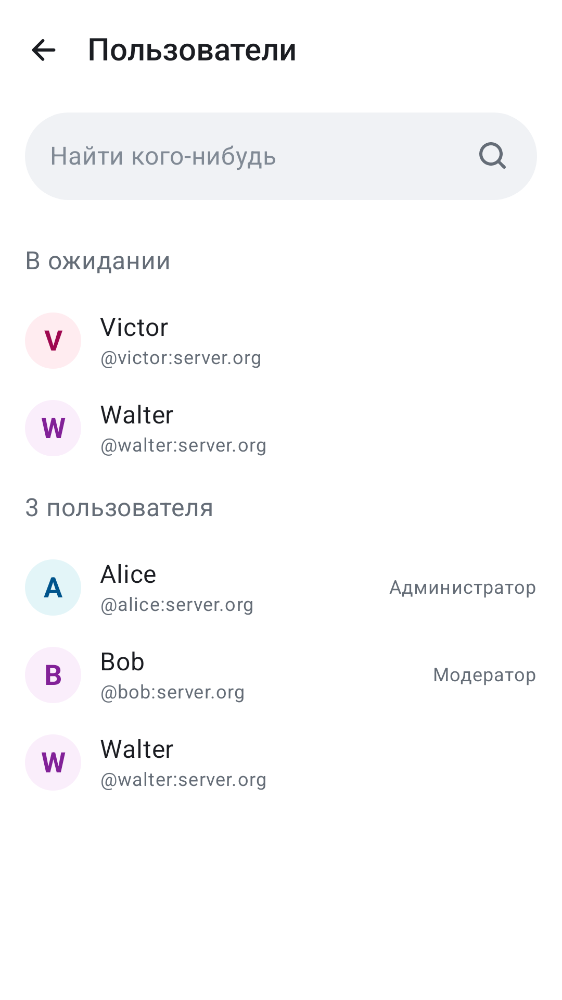 Пользователи
Найти кого-нибудь
В ожидании
V
Victor
@victor:server.org
W
Walter
@walter:server.org
3 пользователя
A
Alice
@alice:server.org
Администратор
B
Bob
@bob:server.org
Модератор
W
Walter
@walter:server.org